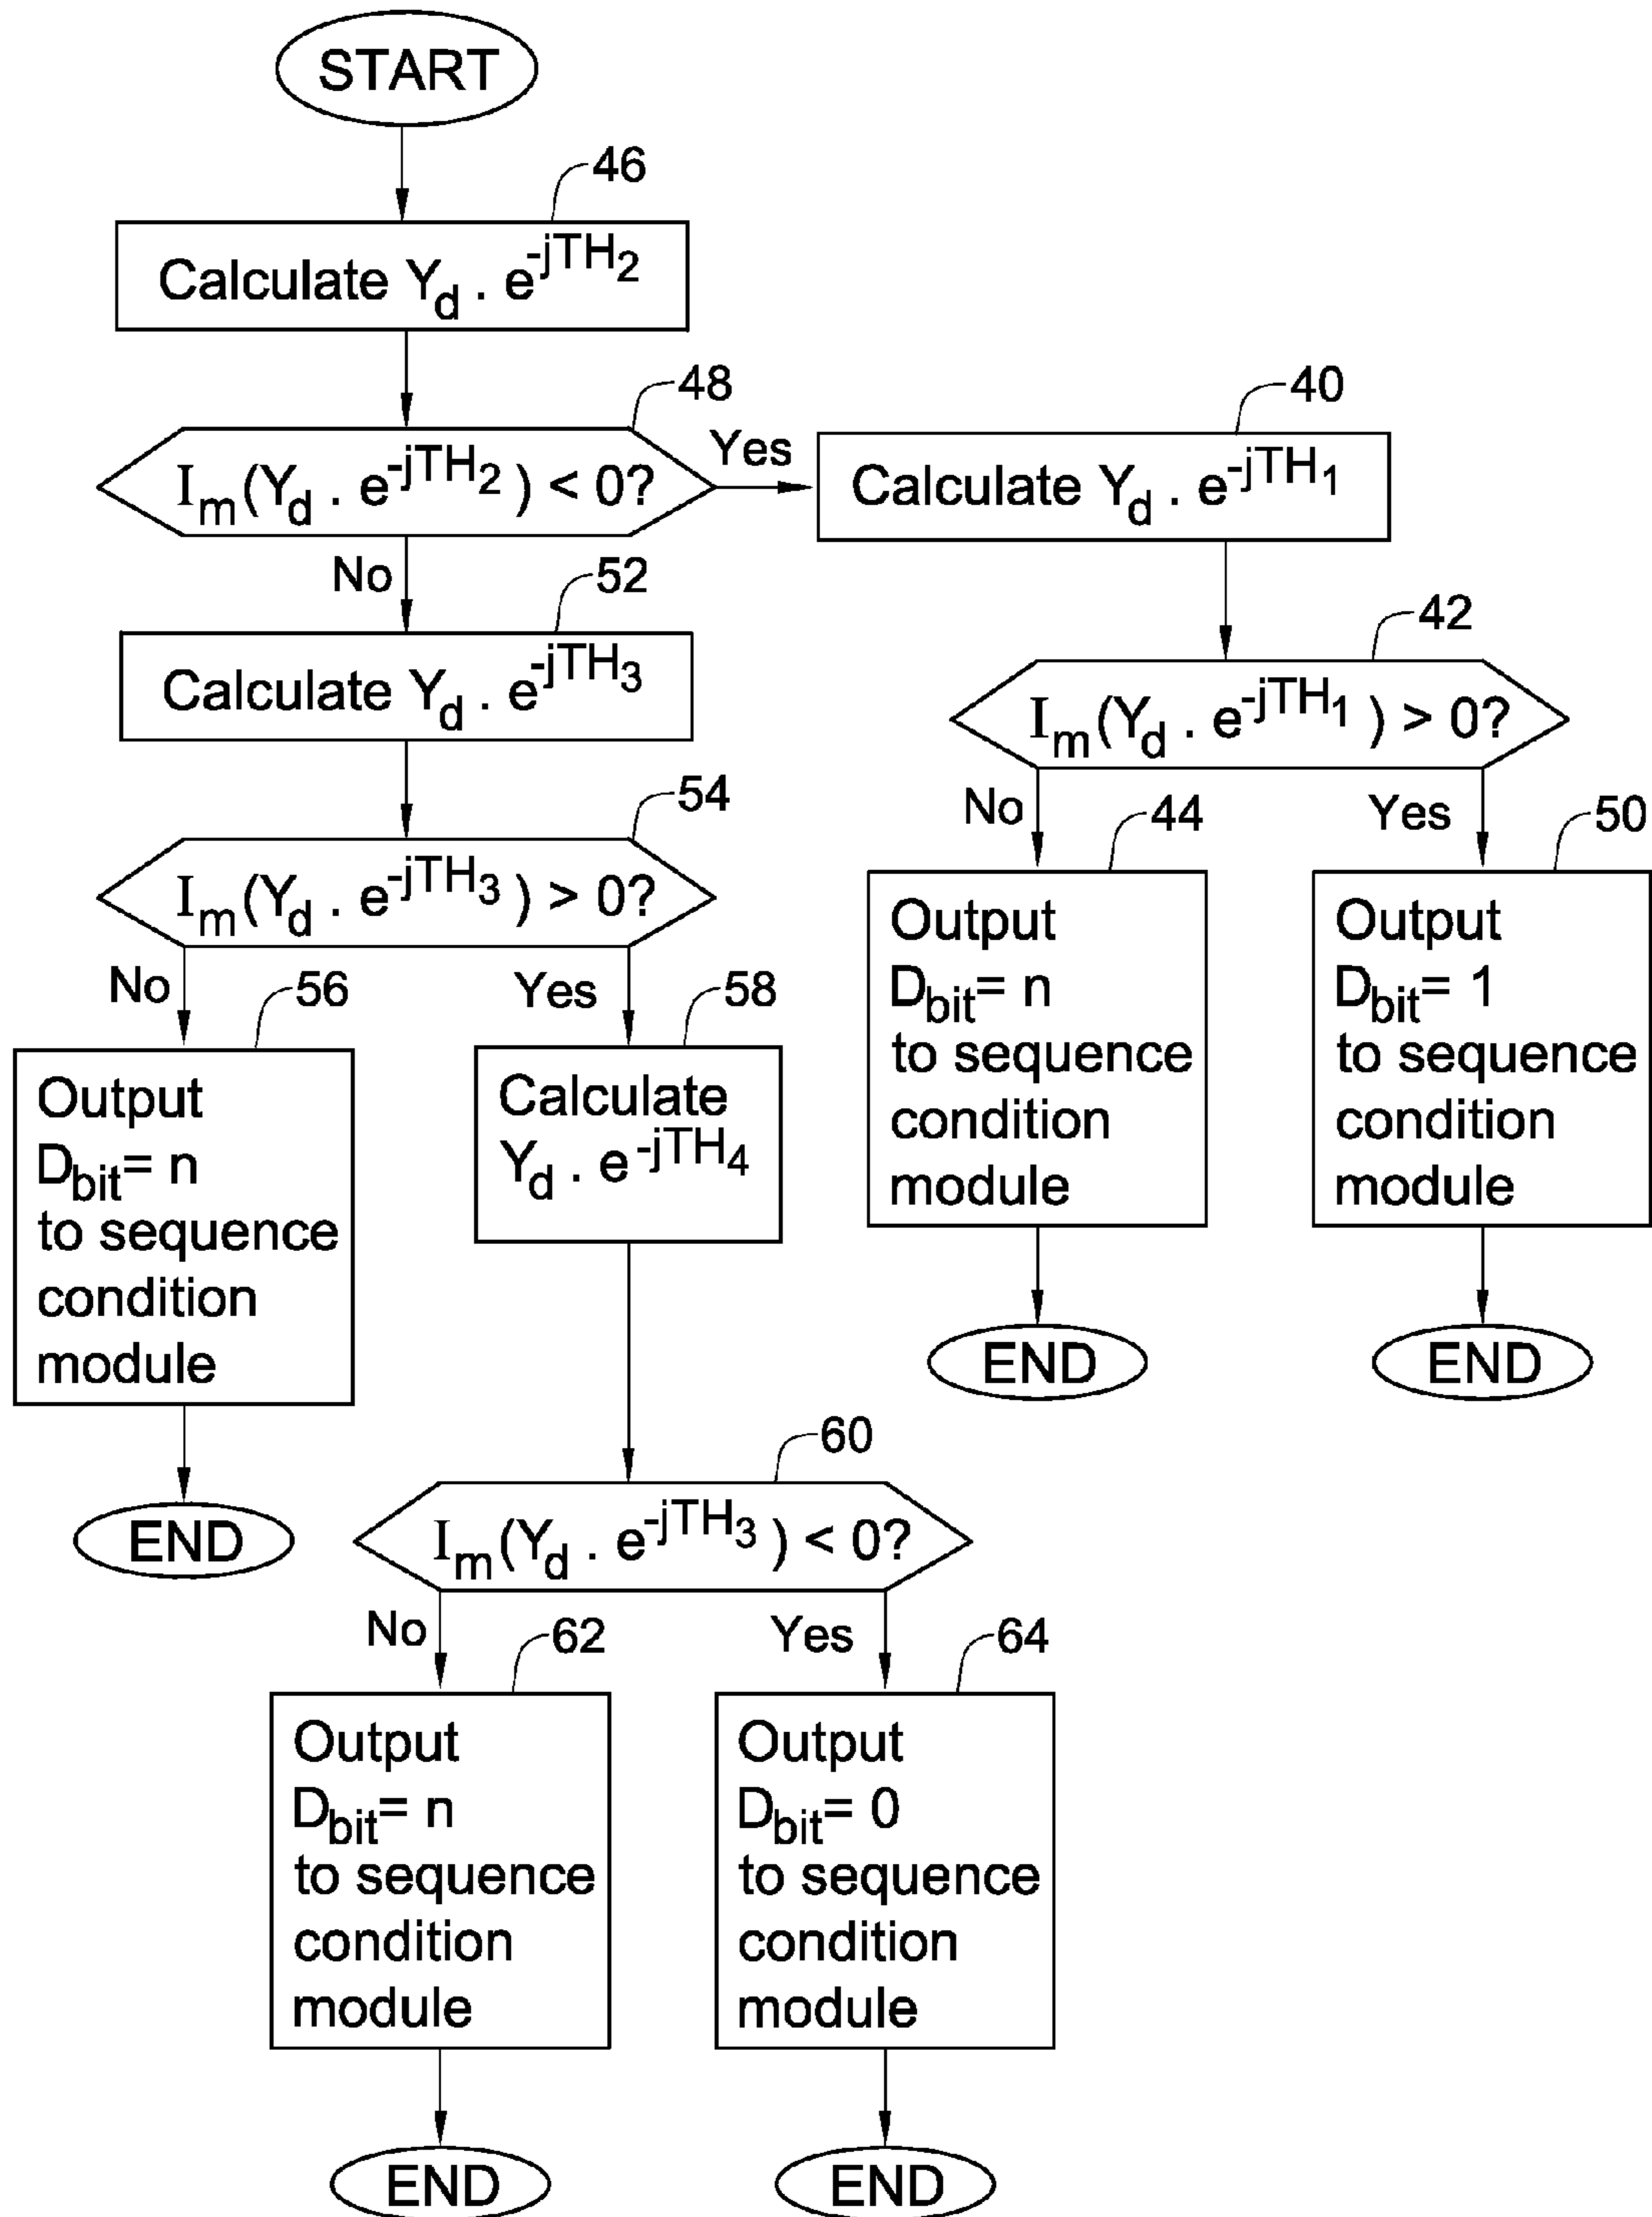 START
46
Calculate Y_d . e^-jTH_2
48
I_m(Y_d . e^-jTH_2 ) < 0?
Yes
40
Calculate Y_d . e^-jTH_1
No
52
Calculate Y_d . e^-jTH_3
42
I_m(Y_d . e^-jTH_1 ) > 0?
54
I_m(Y_d . e^-jTH_3 ) > 0?
No
44
Yes
50
Output
D_bit= n
to sequence
condition
module
Output
D_bit= 1
to sequence
condition
module
No
56
Yes
58
Output
D_bit= n
to sequence
condition
module
Calculate
Y_d . e^-jTH_4
END
END
60
END
I_m(Y_d . e^-jTH_3 ) < 0?
No
62
Yes
64
Output
D_bit= n
to sequence
condition
module
Output
D_bit= 0
to sequence
condition
module
END
END